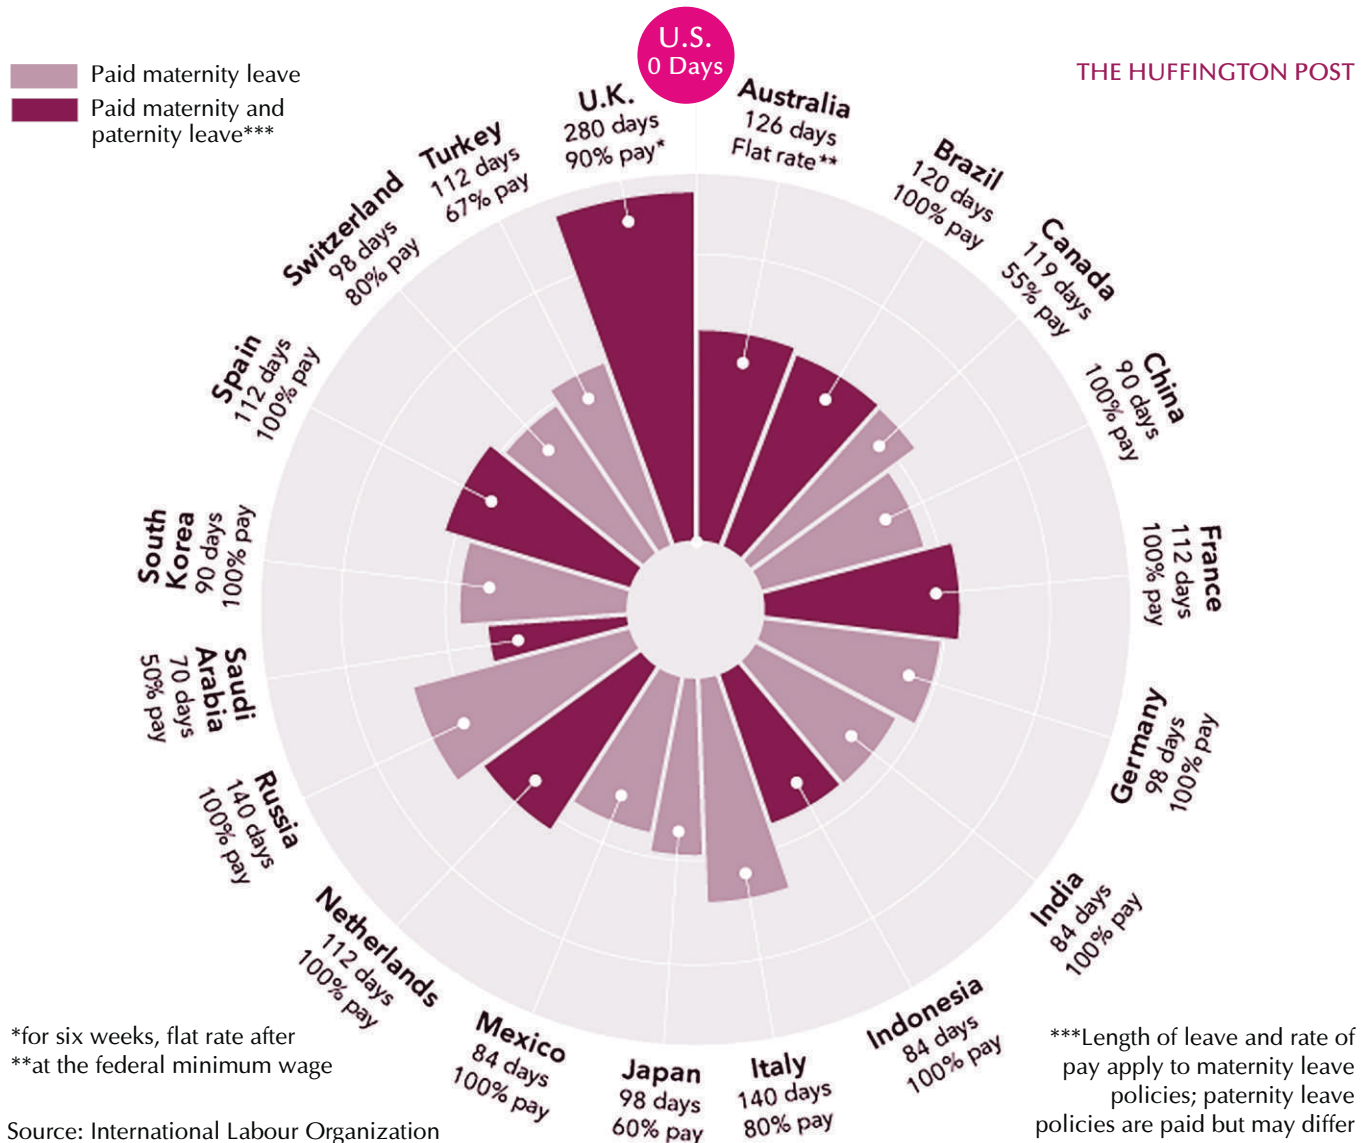 U.S.
0 Days
Paid maternity leave
Paid maternity and
paternity leave***
THE HUFFINGTON POST
Australia
126 days
Flat rate**
Brazil
120 days
100% pay
Canada
119 days
55% pay
China
90 days
100% pay
France
112 days
100% pay
Germany
98 days
100% pay
India
84 days
100% pay
Indonesia
84 days
100% pay
Italy
140 days
80% pay
Japan
98 days
60% pay
Mexico
84 days
100% pay
Netherlands
112 days
100% pay
Russia
140 days
100% pay
Saudi
Arabia
70 days
50% pay
South
Korea
90 days
100% pay
Spain
112 days
100% pay
Switzerland
98 days
80% pay
Turkey
112 days
67% pay
U.K.
280 days
90% pay*
*for six weeks, flat rate after
**at the federal minimum wage
Source: International Labour Organization
***Length of leave and rate of
pay apply to maternity leave
policies; paternity leave
policies are paid but may differ